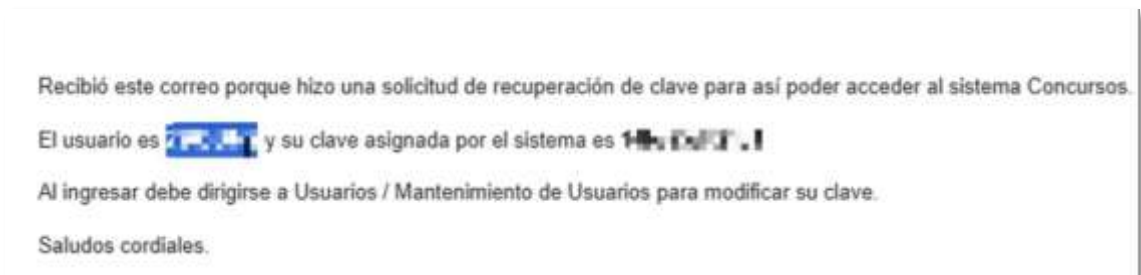 Recibió este correo porque hizo una solicitud de recuperación de clave para así poder acceder al sistema Concursos.
El usuario es y su clave asignada por el sistema es
Al ingresar debe dirigirse a Usuarios / Mantenimiento de Usuarios para modificar su clave.
Saludos cordiales.